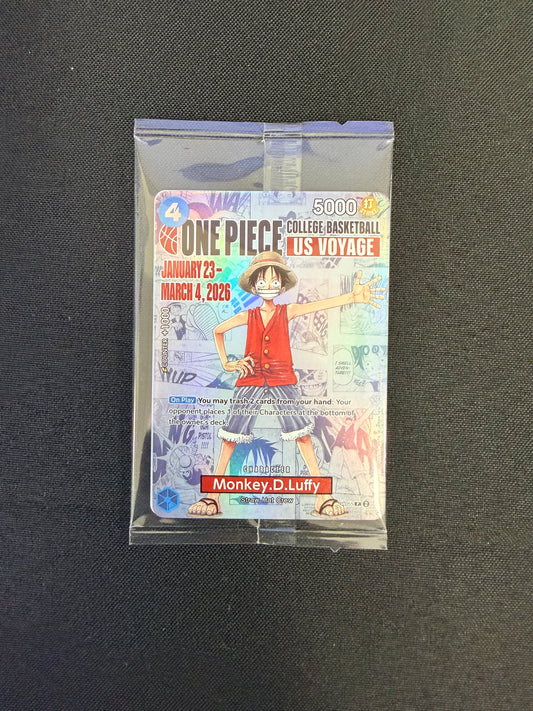 4
5000
打
ONE PIECE
COLLEGE BASKETBALL
US VOYAGE
JANUARY 23–
MARCH 4, 2026
COUNTER +1000
On Play You may trash 2 cards from your hand: Your
opponent places 1 of their Characters at the bottom of
the owner's deck.
CHARACTER
Monkey.D.Luffy
Straw Hat Crew
P